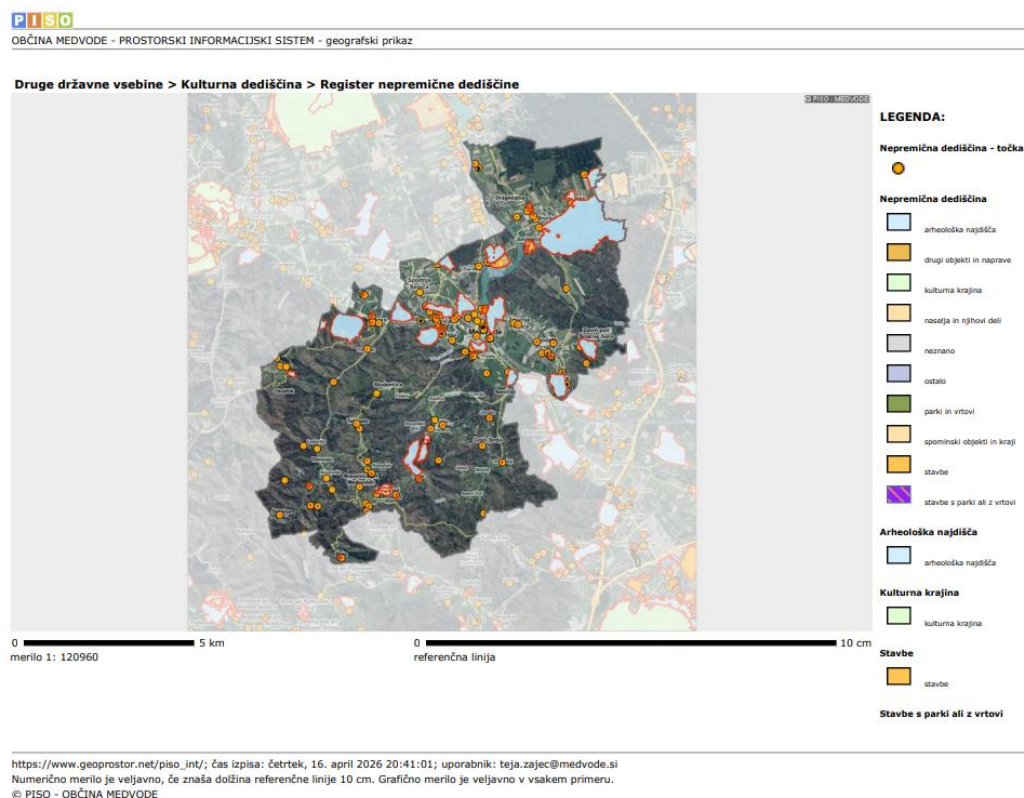 PISO
OBČINA MEDVODE - PROSTORSKI INFORMACIJSKI SISTEM - geografski prikaz
Druge državne vsebine > Kulturna dediščina > Register nepremične dediščine
© PISO - MEDVODE
LEGENDA:
Nepremična dediščina - točka
Nepremična dediščina
arheološka najdišča
drugi objekti in naprave
kulturna krajina
naselja in njihovi deli
neznano
ostalo
parki in vrtovi
spominski objekti in kraji
stavbe
stavbe s parki ali z vrtovi
Arheološka najdišča
arheološka najdišča
Kulturna krajina
kulturna krajina
Stavbe
stavbe
Stavbe s parki ali z vrtovi
0 5 km
merilo 1: 120960
0 10 cm
referenčna linija
https://www.geoprostor.net/piso_int/; čas izpisa: četrtek, 16. april 2026 20:41:01; uporabnik: teja.zajec@medvode.si
Numerično merilo je veljavno, če znaša dolžina referenčne linije 10 cm. Grafično merilo je veljavno v vsakem primeru.
© PISO - OBČINA MEDVODE